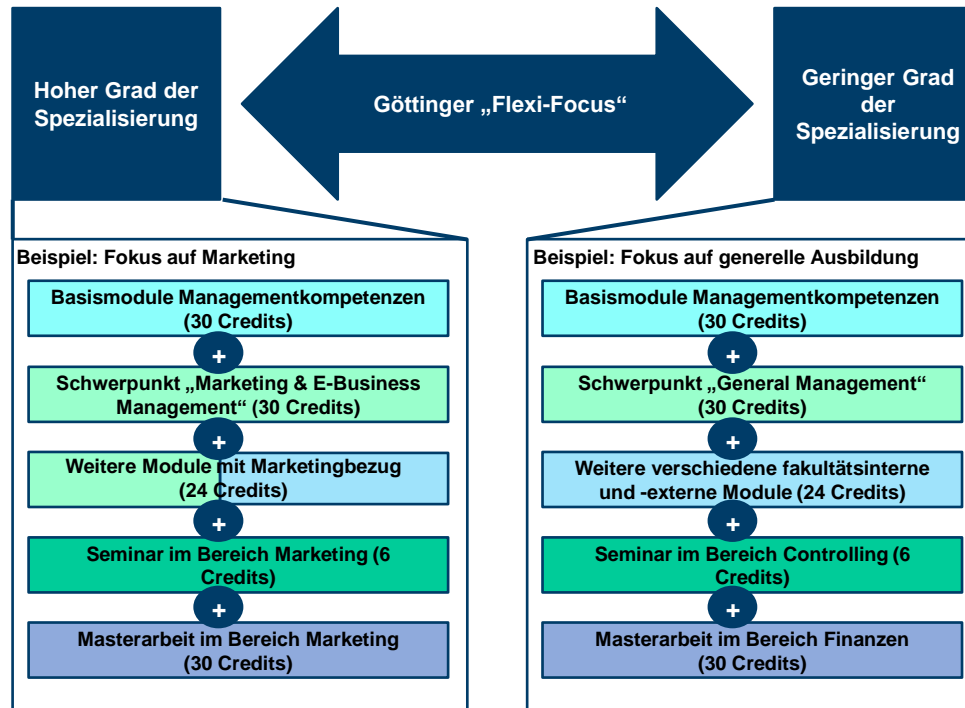 Hoher Grad der
Spezialisierung
Göttinger „Flexi-Focus“
Geringer Grad
der
Spezialisierung
Beispiel: Fokus auf Marketing
Basismodule Managementkompetenzen
(30 Credits)
+
Schwerpunkt „Marketing & E-Business
Management“ (30 Credits)
+
Weitere Module mit Marketingbezug
(24 Credits)
+
Seminar im Bereich Marketing (6
Credits)
+
Masterarbeit im Bereich Marketing
(30 Credits)
Beispiel: Fokus auf generelle Ausbildung
Basismodule Managementkompetenzen
(30 Credits)
+
Schwerpunkt „General Management“
(30 Credits)
+
Weitere verschiedene fakultätsinterne
und -externe Module (24 Credits)
+
Seminar im Bereich Controlling (6
Credits)
+
Masterarbeit im Bereich Finanzen
(30 Credits)